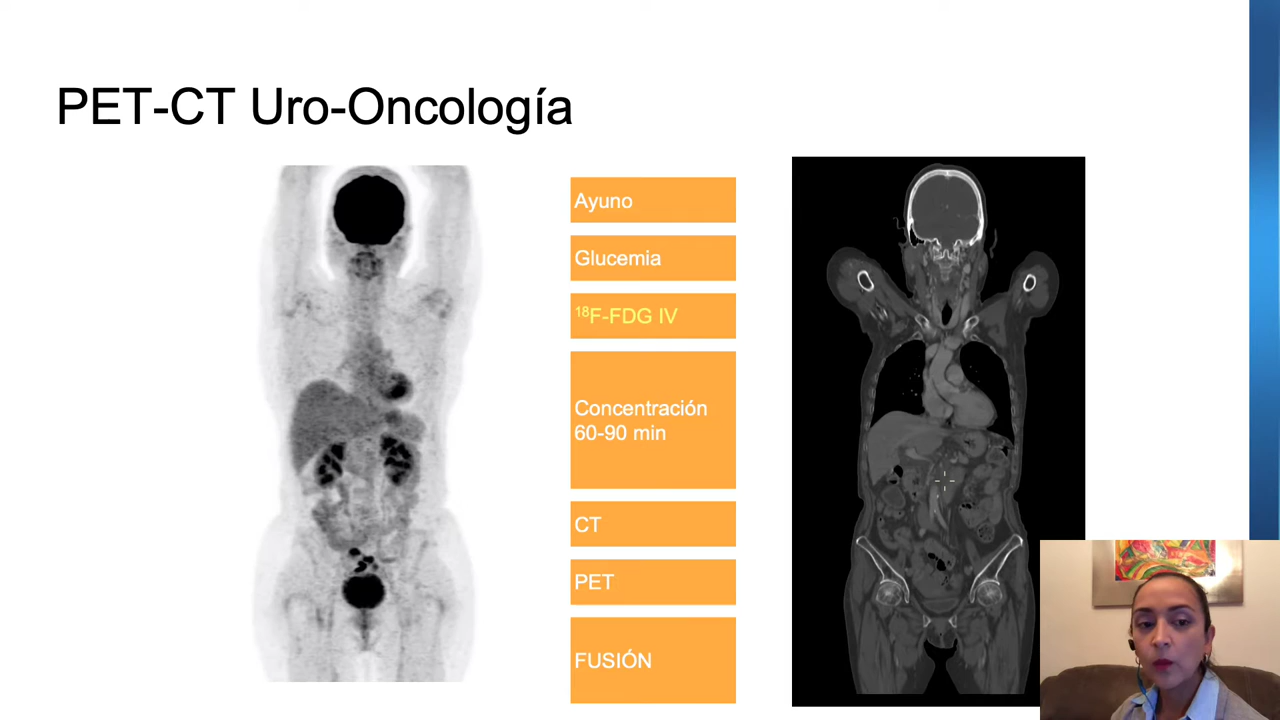 PET-CT Uro-Oncología
Ayuno
Glucemia
¹⁸F-FDG IV
Concentración
60-90 min
CT
PET
FUSIÓN